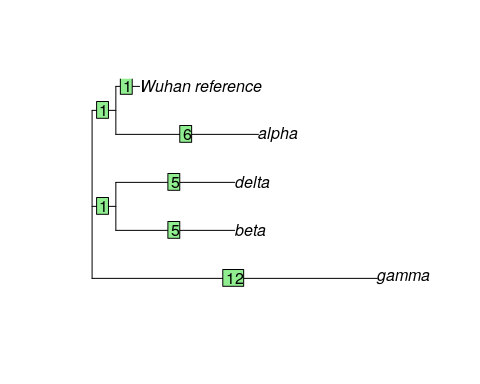 1 Wuhan reference
1
6 alpha
5 delta
1
5 beta
12 gamma